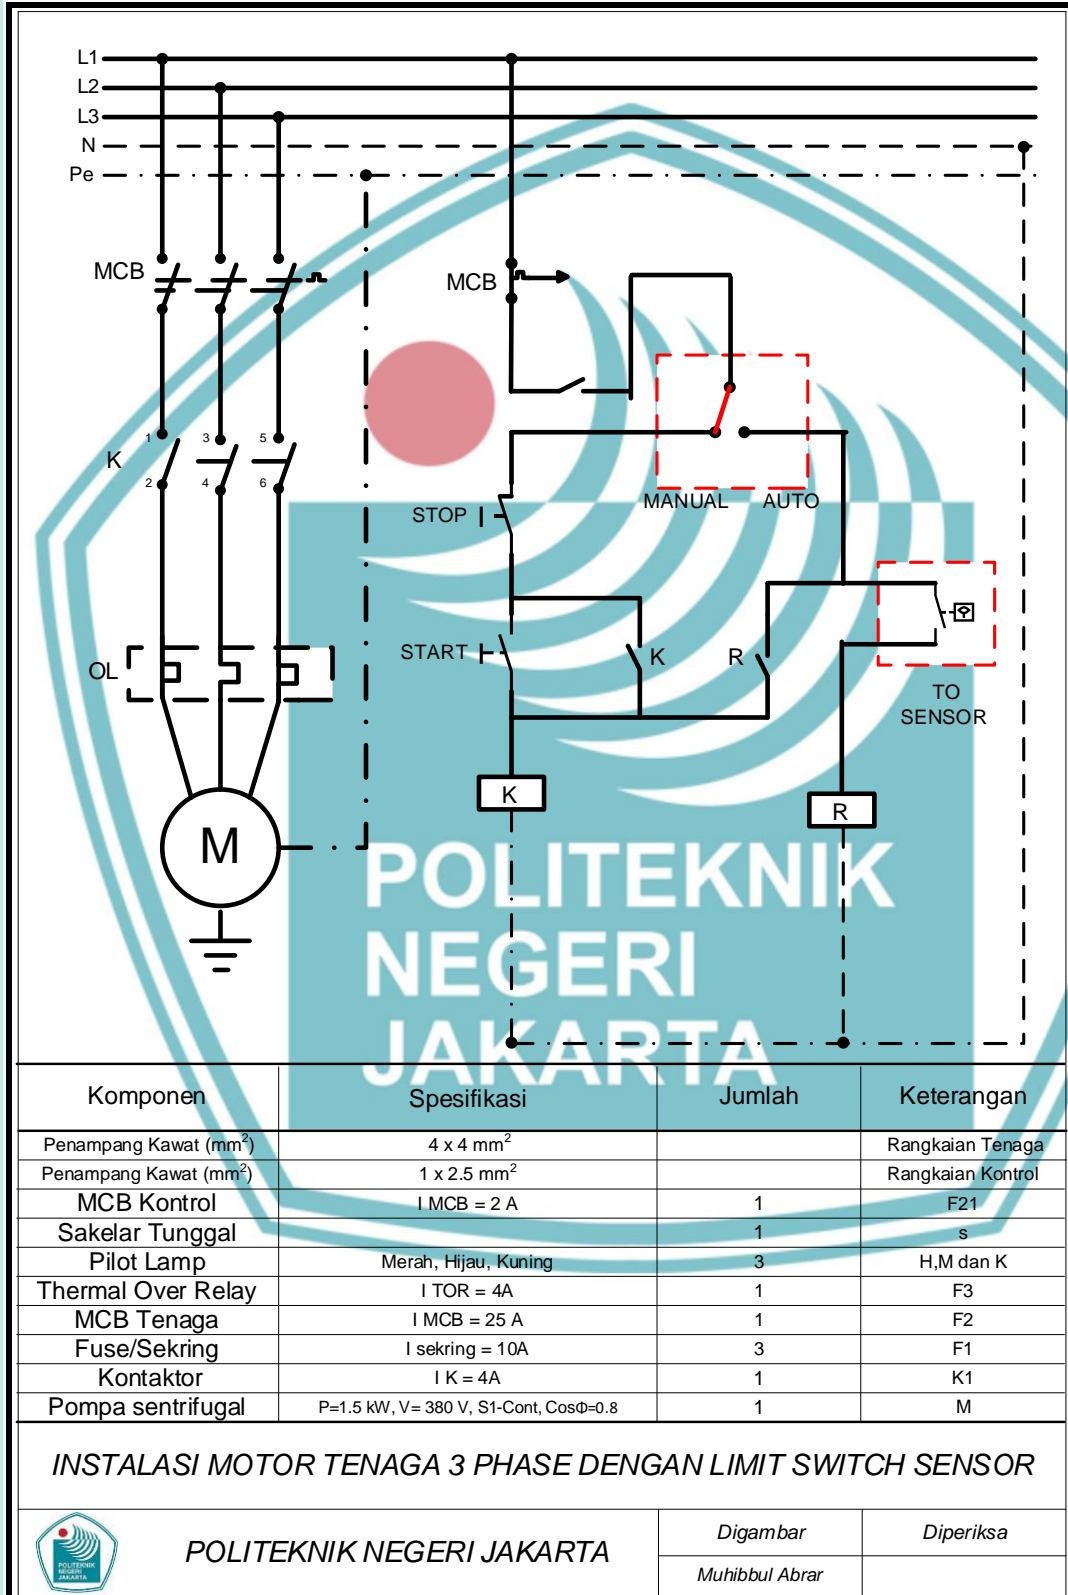 L1
L2
L3
N
Pe
MCB
MCB
1 3 5
K
2 4 6
MANUAL AUTO
STOP
START K R
OL
TO
SENSOR
K
R
M
POLITEKNIK
NEGERI
JAKARTA
Komponen Spesifikasi Jumlah Keterangan
Penampang Kawat (mm²) 4 x 4 mm² Rangkaian Tenaga
Penampang Kawat (mm²) 1 x 2.5 mm² Rangkaian Kontrol
MCB Kontrol I MCB = 2 A 1 F21
Sakelar Tunggal 1 s
Pilot Lamp Merah, Hijau, Kuning 3 H,M dan K
Thermal Over Relay I TOR = 4A 1 F3
MCB Tenaga I MCB = 25 A 1 F2
Fuse/Sekring I sekring = 10A 3 F1
Kontaktor I K = 4A 1 K1
Pompa sentrifugal P=1.5 kW, V= 380 V, S1-Cont, CosΦ=0.8 1 M
INSTALASI MOTOR TENAGA 3 PHASE DENGAN LIMIT SWITCH SENSOR
POLITEKNIK
NEGERI
JAKARTA
POLITEKNIK NEGERI JAKARTA
Digambar Diperiksa
Muhibbul Abrar